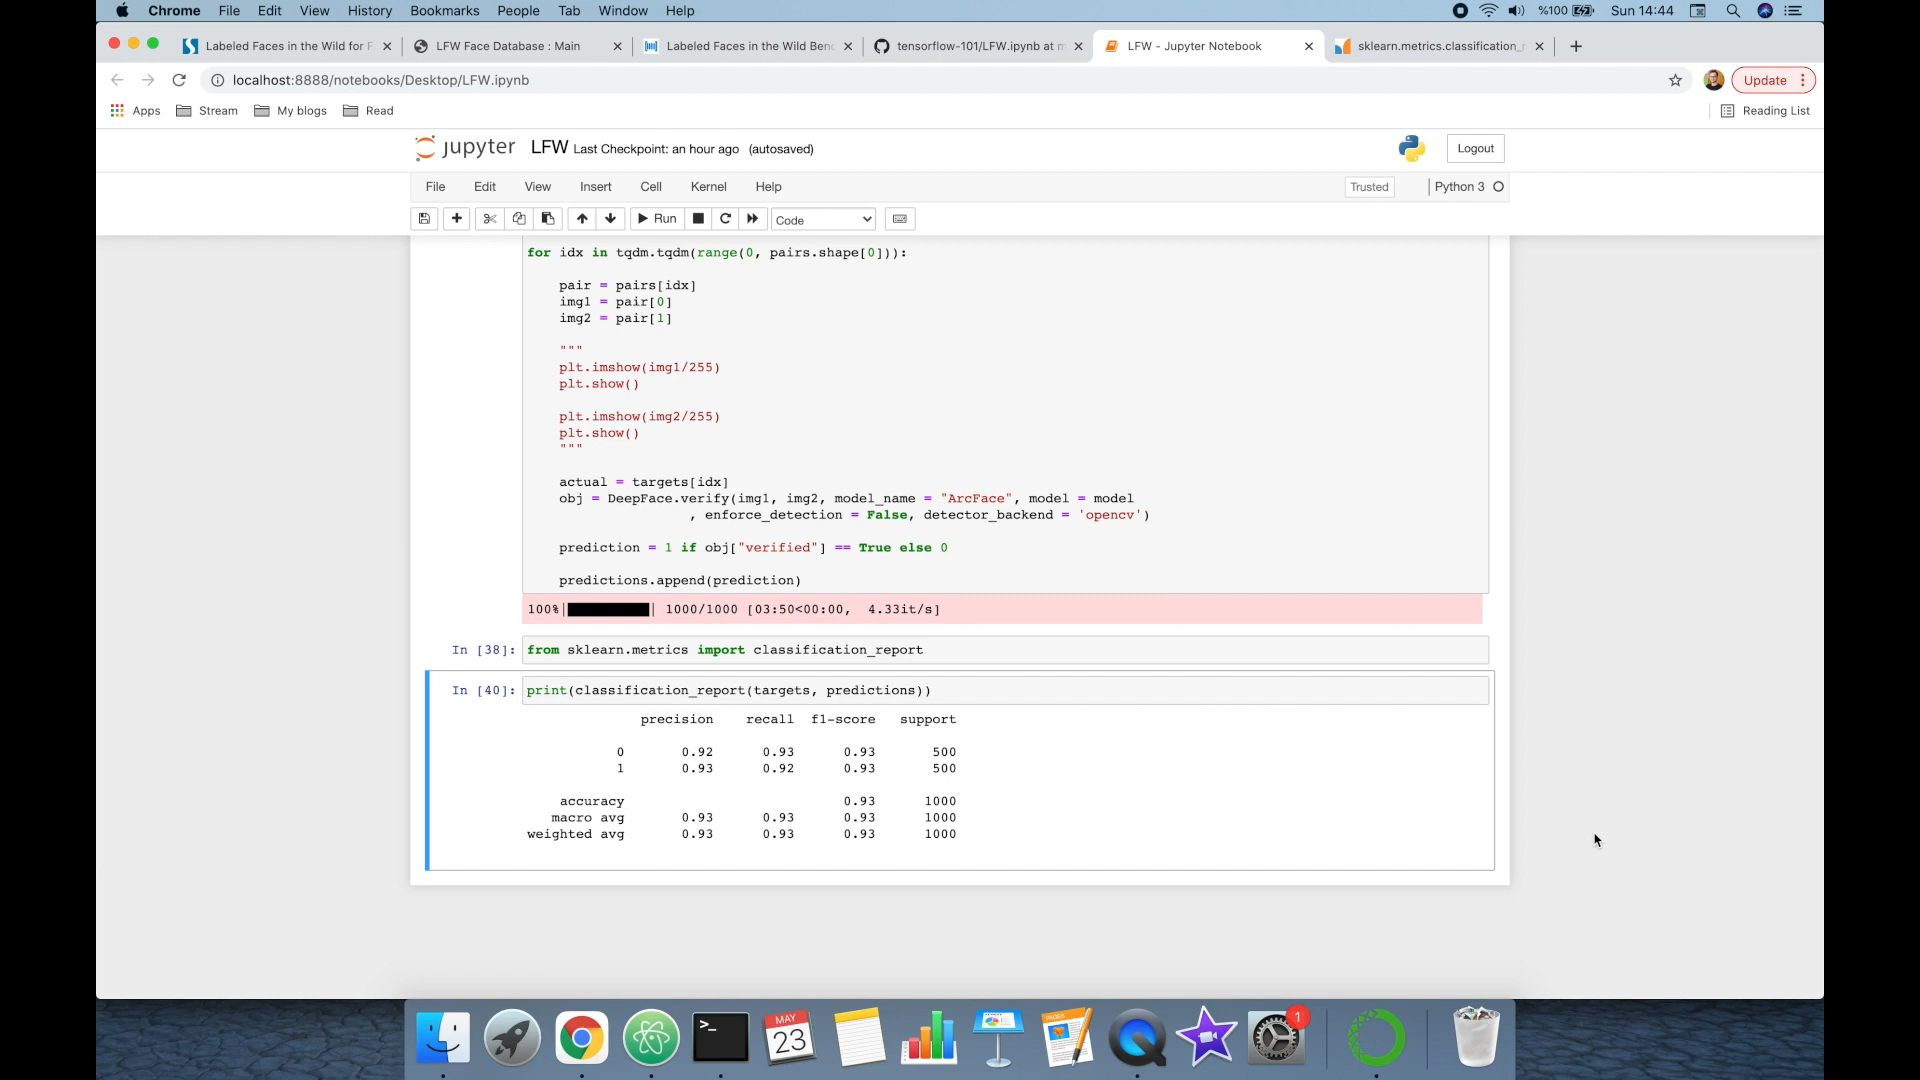 Chrome File Edit View History Bookmarks People Tab Window Help %100 Sun 14:44
Labeled Faces in the Wild for F LFW Face Database : Main Labeled Faces in the Wild Ben tensorflow-101/LFW.ipynb at m LFW - Jupyter Notebook sklearn.metrics.classification_
localhost:8888/notebooks/Desktop/LFW.ipynb Update
Apps Stream My blogs Read Reading List
jupyter LFW Last Checkpoint: an hour ago (autosaved) Logout
File Edit View Insert Cell Kernel Help Trusted Python 3
Run Code
for idx in tqdm.tqdm(range(0, pairs.shape[0])):
pair = pairs[idx]
img1 = pair[0]
img2 = pair[1]
"""
plt.imshow(img1/255)
plt.show()
plt.imshow(img2/255)
plt.show()
"""
actual = targets[idx]
obj = DeepFace.verify(img1, img2, model_name = "ArcFace", model = model
, enforce_detection = False, detector_backend = 'opencv')
prediction = 1 if obj["verified"] == True else 0
predictions.append(prediction)
100%| | 1000/1000 [03:50<00:00, 4.33it/s]
In [38]: from sklearn.metrics import classification_report
In [40]: print(classification_report(targets, predictions))
precision recall f1-score support
0 0.92 0.93 0.93 500
1 0.93 0.92 0.93 500
accuracy 0.93 1000
macro avg 0.93 0.93 0.93 1000
weighted avg 0.93 0.93 0.93 1000
>_ MAY 23 PAGES 1